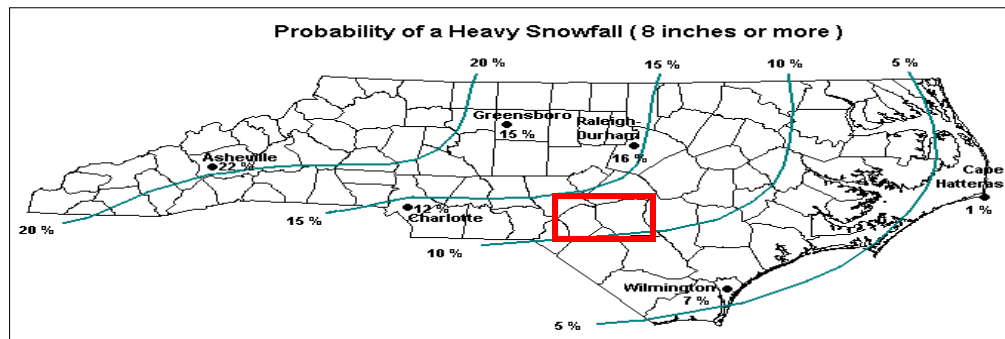 Probability of a Heavy Snowfall ( 8 inches or more )
20 %
15 %
10 %
5 %
Greensboro
15 %
Raleigh-
Durham
16 %
Asheville
22 %
Cape
Hatteras
1 %
12 %
Charlotte
20 %
15 %
10 %
Wilmington
7 %
5 %